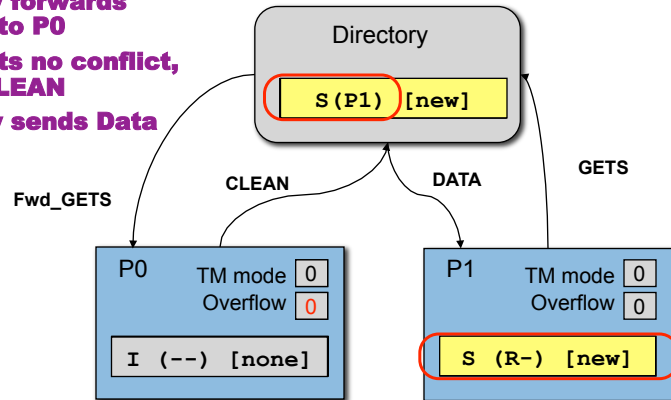 y forwards
to P0
ts no conflict,
LEAN
y sends Data
Directory
S(P1) [new]
Fwd_GETS
CLEAN
DATA
GETS
P0
TM mode 0
Overflow 0
I (--) [none]
P1
TM mode 0
Overflow 0
S (R-) [new]